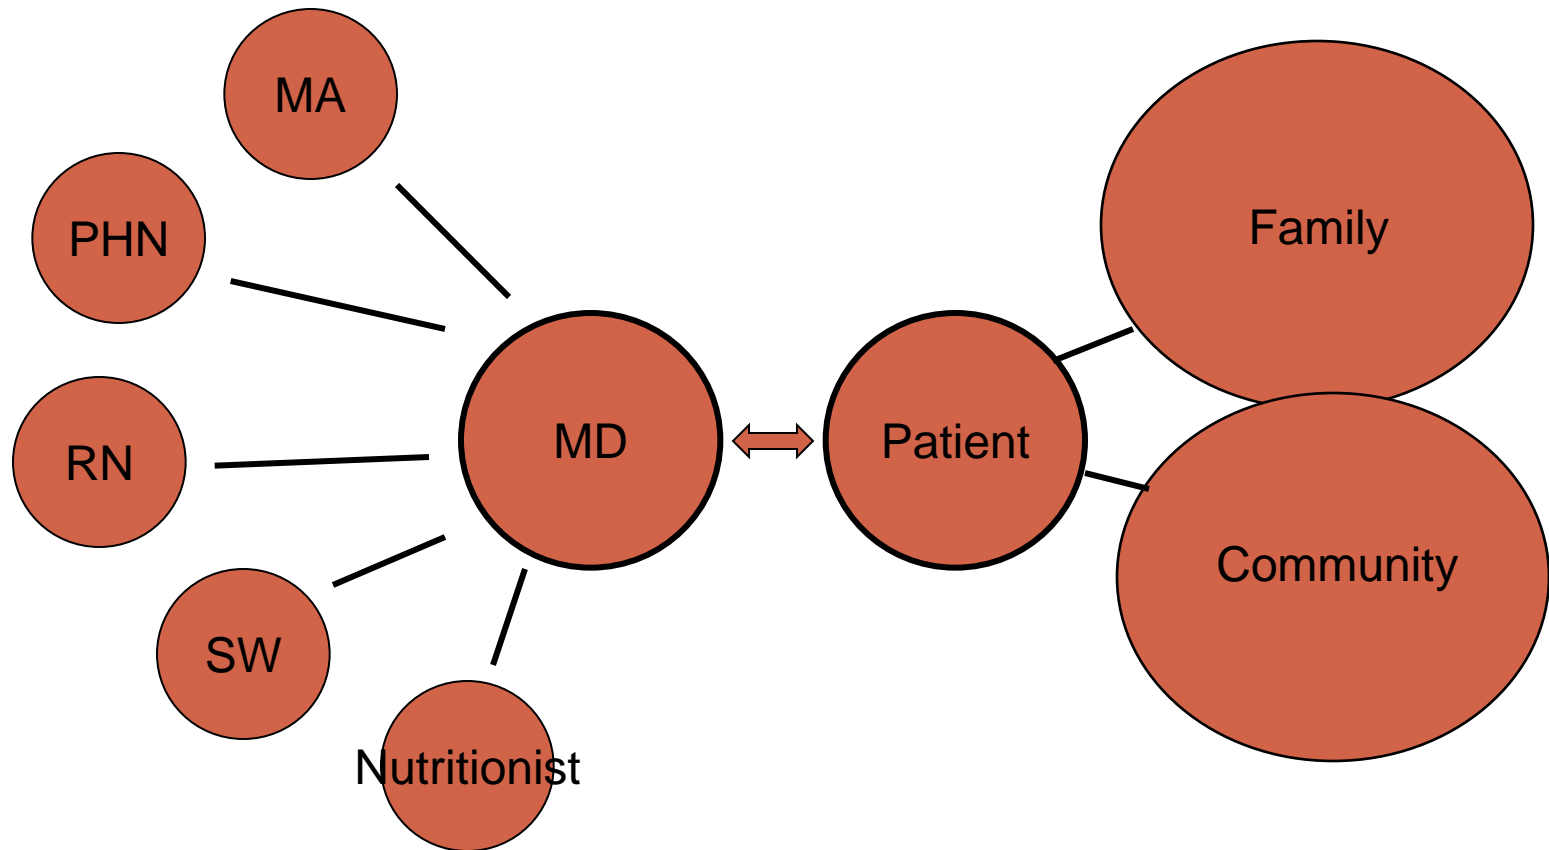 MA
PHN
Family
MD
Patient
RN
Community
SW
Nutritionist